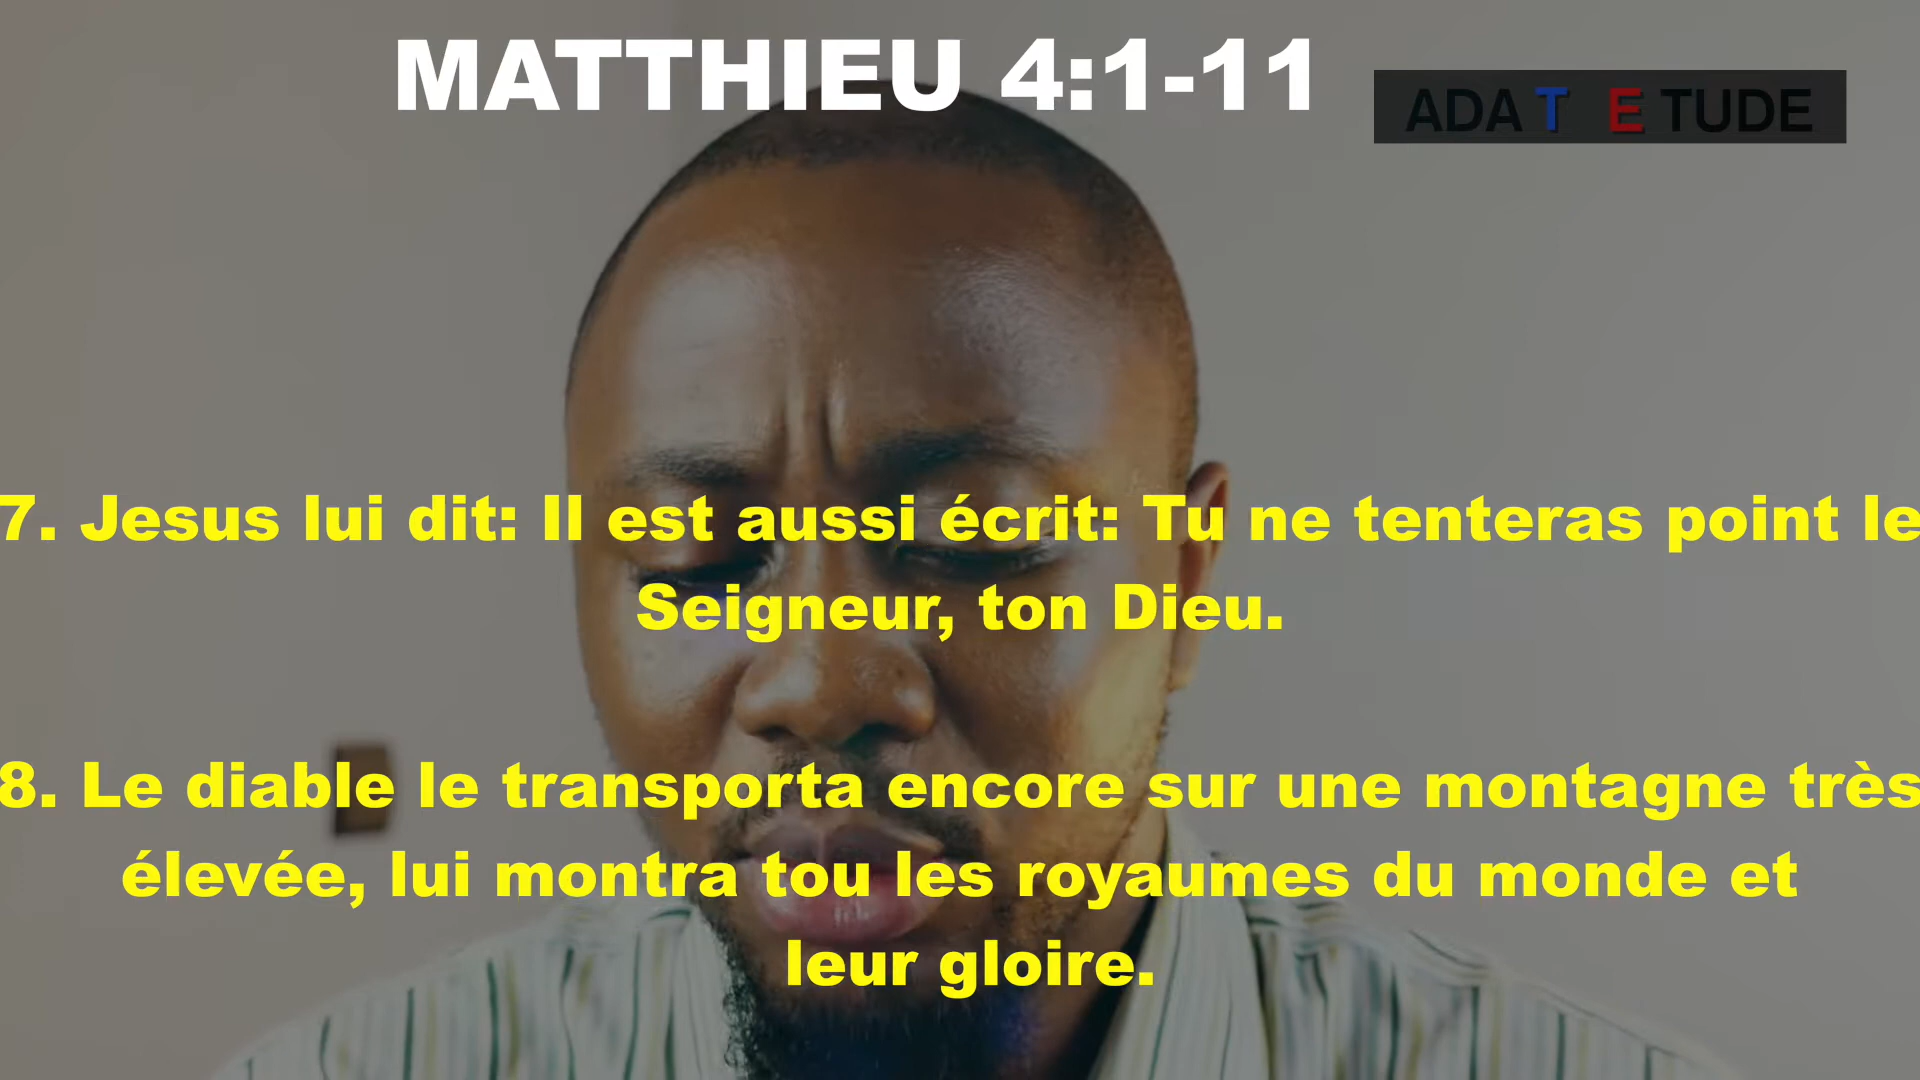 MATTHIEU 4:1-11
ADAT ETUDE
7. Jesus lui dit: Il est aussi écrit: Tu ne tenteras point le
Seigneur, ton Dieu.
8. Le diable le transporta encore sur une montagne très
élevée, lui montra tou les royaumes du monde et
leur gloire.